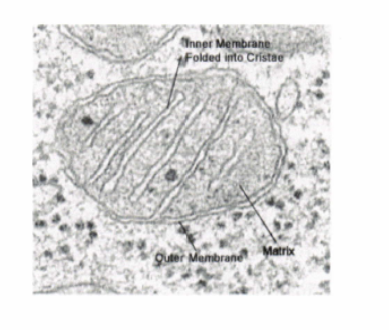 Inner Membrane
Folded into Cristae
Outer Membrane
Matrix